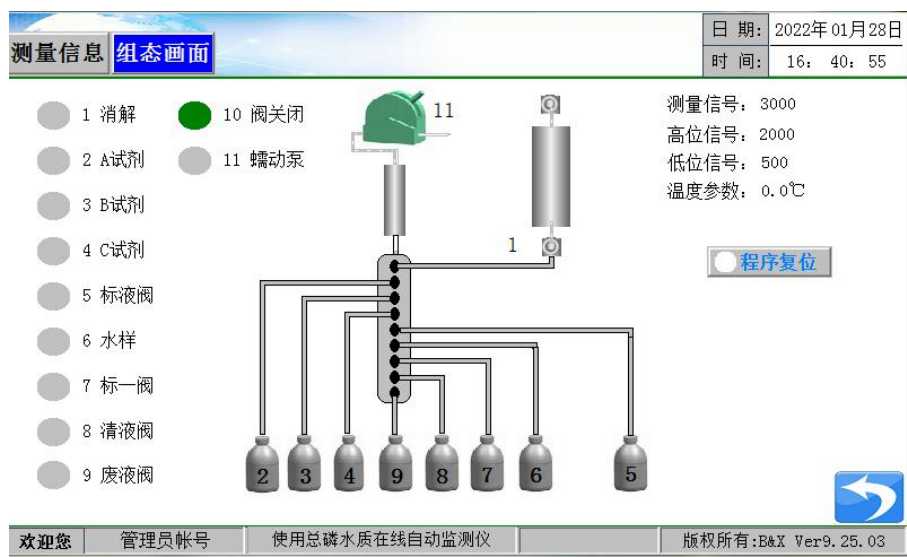 测量信息 组态画面
日 期: 2022年01月28日
时 间: 16: 40: 55
1 消解
2 A试剂
3 B试剂
4 C试剂
5 标液阀
6 水样
7 标一阀
8 清液阀
9 废液阀
10 阀关闭
11 蠕动泵
11
1
2 3 4 9 8 7 6 5
测量信号: 3000
高位信号: 2000
低位信号: 500
温度参数: 0.0℃
程序复位
欢迎您 管理员帐号 使用总磷水质在线自动监测仪 版权所有:B&X Ver9.25.03